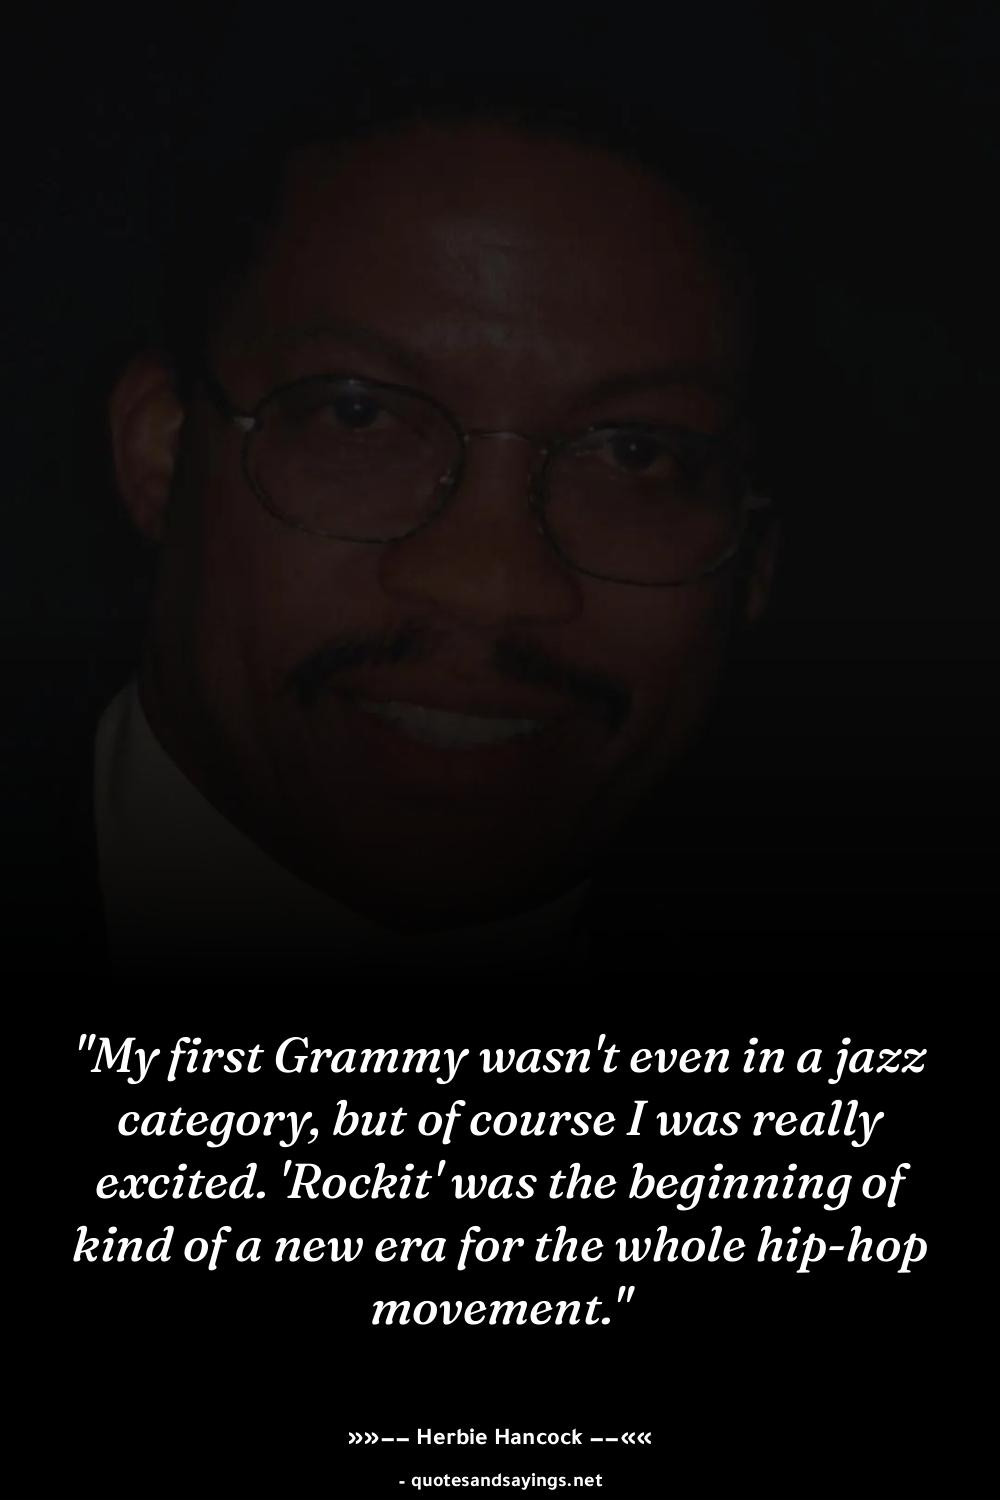 "My first Grammy wasn't even in a jazz
category, but of course I was really
excited. 'Rockit' was the beginning of
kind of a new era for the whole hip-hop
movement."
»»–– Herbie Hancock ––««
- quotesandsayings.net